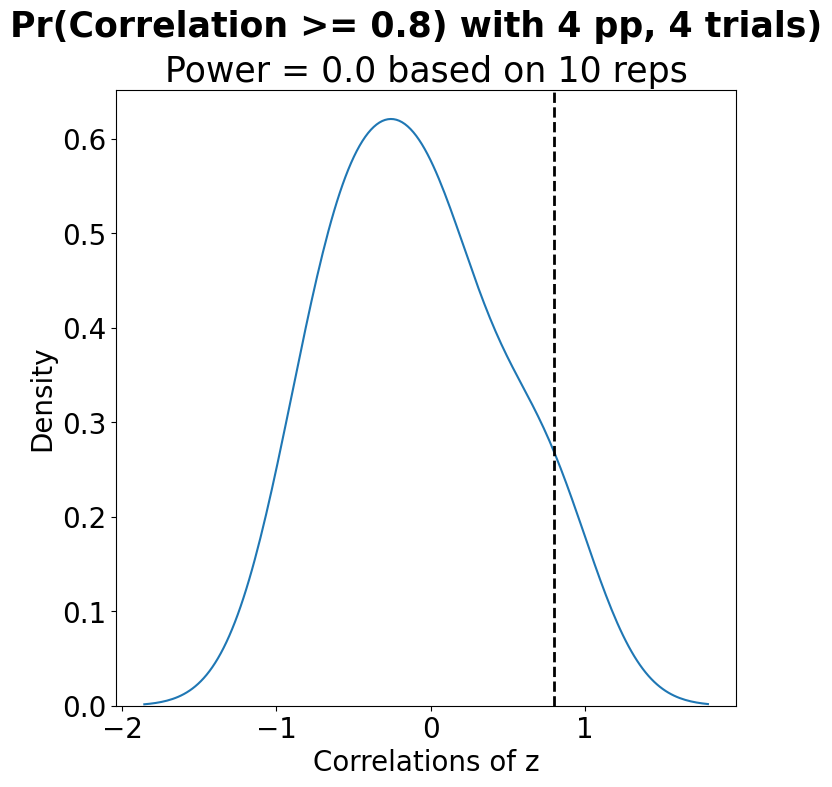 Pr(Correlation >= 0.8) with 4 pp, 4 trials)
Power = 0.0 based on 10 reps
0.6
0.5
0.4
0.3
0.2
0.1
0.0
Density
−2
−1
0
1
Correlations of z